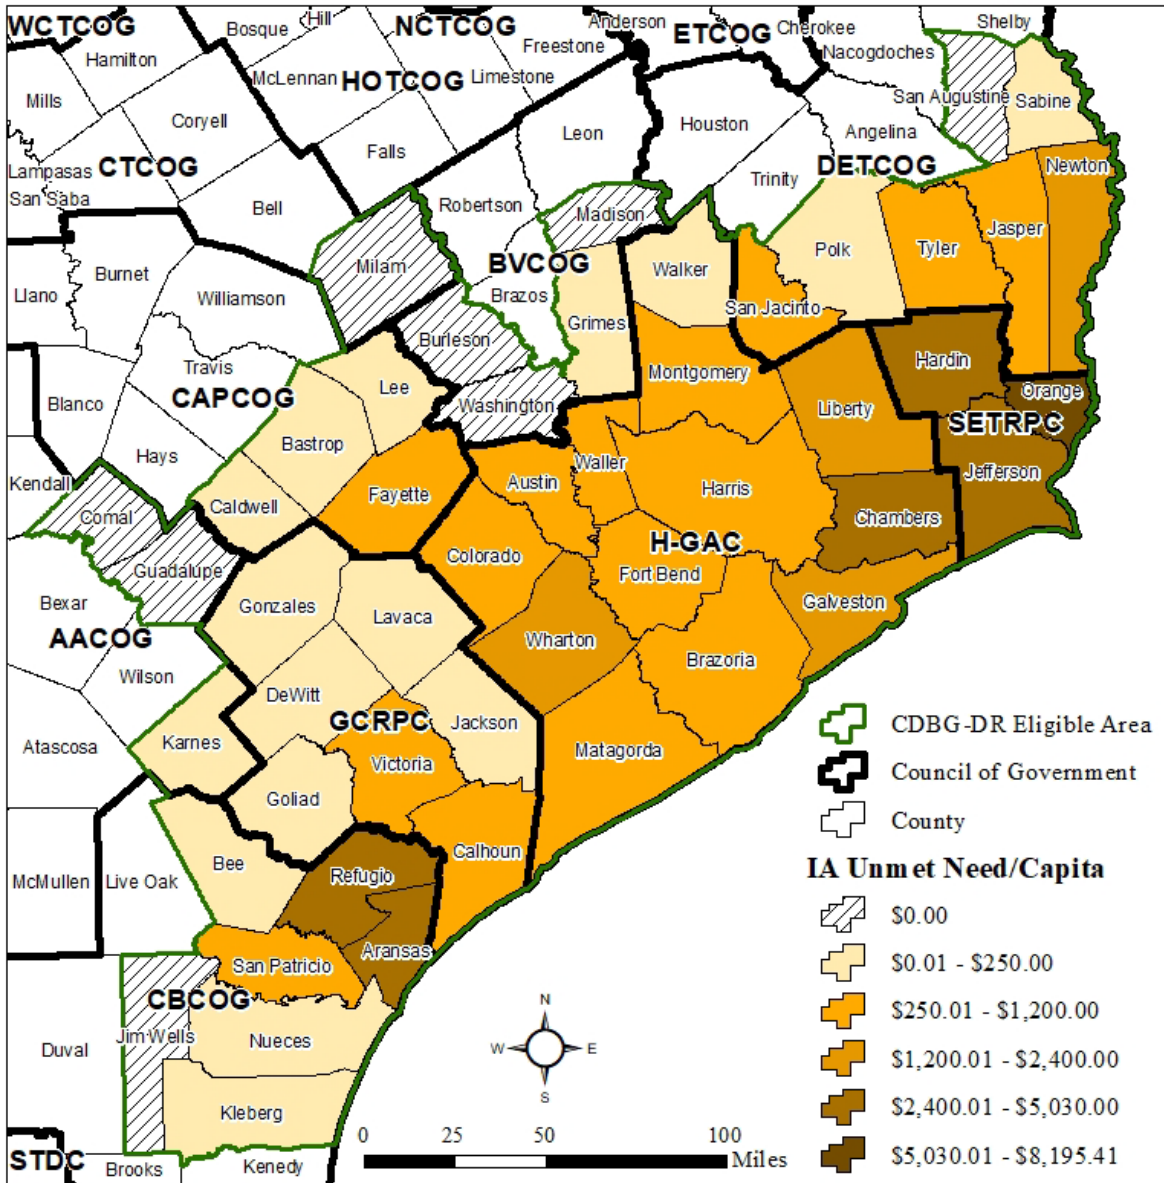 WCTCOG
Hill
Bosque
NCTCOG
Anderson
ETCOG
Cherokee
Shelby
Hamilton
Freestone
Nacogdoches
McLennan
HOTCOG
Limestone
Mills
San Augustine
Sabine
Coryell
Leon
Houston
Angelina
Falls
Lampasas
CTCOG
DETCOG
Newton
San Saba
Trinity
Bell
Robertson
Madison
Jasper
Polk
Tyler
Milam
BVCOG
Walker
Burnet
Llano
Williamson
Brazos
San Jacinto
Grimes
Burleson
Hardin
Travis
Montgomery
Lee
Orange
CAPCOG
Blanco
Washington
Liberty
SETRPC
Bastrop
Hays
Waller
Jefferson
Kendall
Austin
Harris
Fayette
Caldwell
Comal
Chambers
H-GAC
Colorado
Guadalupe
Fort Bend
Bexar
Gonzales
Lavaca
Galveston
AACOG
Wharton
Brazoria
Wilson
DeWitt
GCRPC
Jackson
Karnes
Atascosa
Matagorda
Victoria
Goliad
Calhoun
Bee
McMullen
Live Oak
Refugio
Aransas
San Patricio
CBCOG
Jim Wells
Nueces
Duval
Kleberg
STDC
Brooks
Kenedy
CDBG-DR Eligible Area
Council of Government
County
IA Unmet Need/Capita
$0.00
$0.01 - $250.00
$250.01 - $1,200.00
$1,200.01 - $2,400.00
$2,400.01 - $5,030.00
$5,030.01 - $8,195.41
N
W
E
S
0 25 50 100
Miles